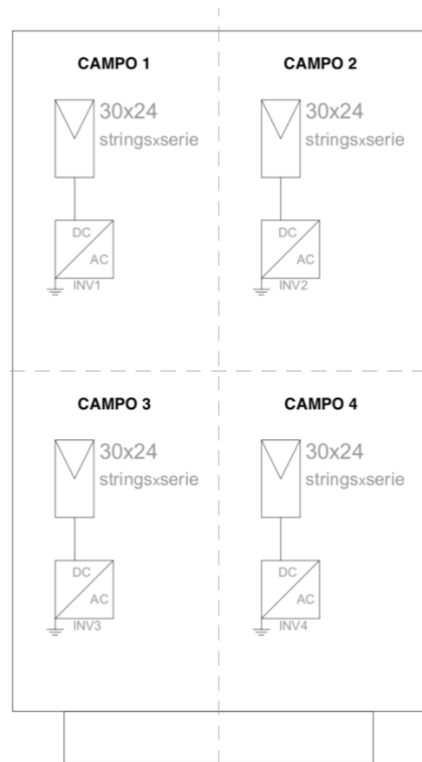 CAMPO 1
30x24
stringsxserie
DC
AC
INV1
CAMPO 2
30x24
stringsxserie
DC
AC
INV2
CAMPO 3
30x24
stringsxserie
DC
AC
INV3
CAMPO 4
30x24
stringsxserie
DC
AC
INV4